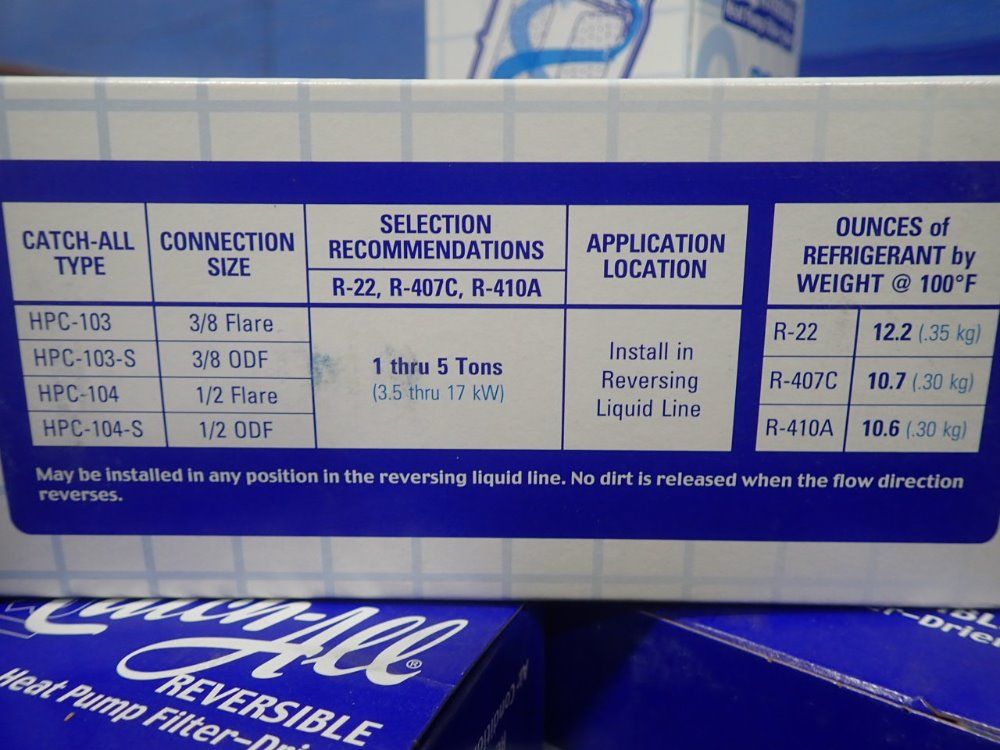 CATCH-ALL
TYPE
CONNECTION
SIZE
SELECTION
RECOMMENDATIONS
R-22, R-407C, R-410A
APPLICATION
LOCATION
HPC-103
3/8 Flare
HPC-103-S
3/8 ODF
HPC-104
1/2 Flare
HPC-104-S
1/2 ODF
1 thru 5 Tons
(3.5 thru 17 kW)
Install in
Reversing
Liquid Line
OUNCES of
REFRIGERANT by
WEIGHT @ 100°F
R-22 12.2 (.35 kg)
R-407C 10.7 (.30 kg)
R-410A 10.6 (.30 kg)
May be installed in any position in the reversing liquid line. No dirt is released when the flow direction
reverses.
Catch-All®
REVERSIBLE
Heat Pump Filter-Dri